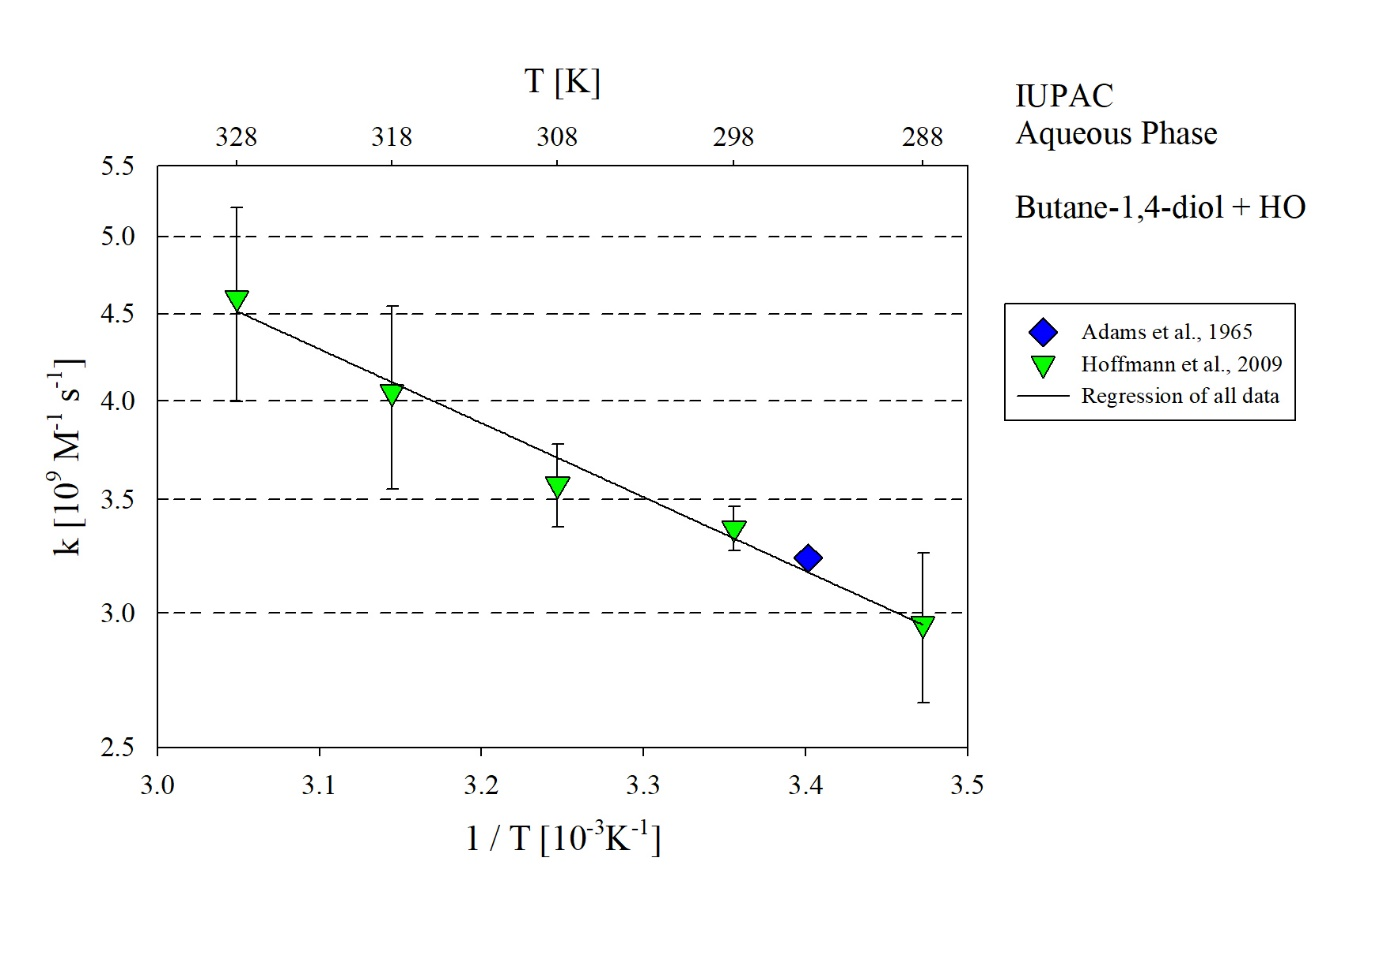 T [K]
328 318 308 298 288
IUPAC
Aqueous Phase
Butane-1,4-diol + HO
5.5
5.0
4.5
4.0
3.5
3.0
2.5
k [10⁹ M⁻¹ s⁻¹]
Adams et al., 1965
Hoffmann et al., 2009
Regression of all data
3.0 3.1 3.2 3.3 3.4 3.5
1 / T [10⁻³K⁻¹]